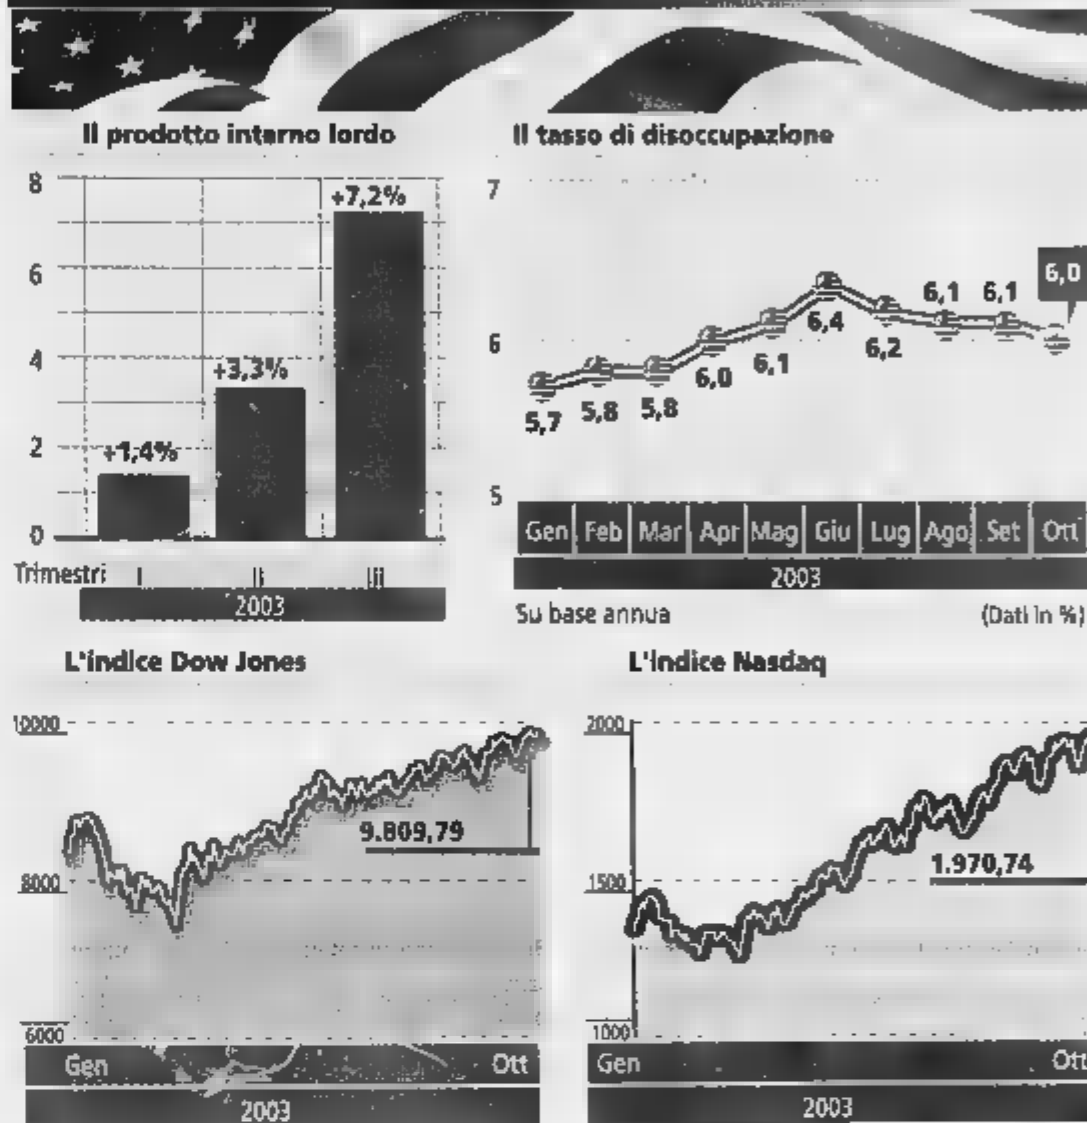 Il prodotto interno lordo
8
6
4
2
0
+1,4%
+3,3%
+7,2%
Trimestri I II III
2003
Il tasso di disoccupazione
7
6
5
5,7 5,8 5,8 6,0 6,1 6,4 6,2 6,1 6,1 6,0
Gen Feb Mar Apr Mag Giu Lug Ago Set Ott
2003
Su base annua (Dati in %)
L'indice Dow Jones
10000
8000
6000
9.809,79
Gen Ott
2003
L'indice Nasdaq
2000
1500
1000
1.970,74
Gen Ott
2003